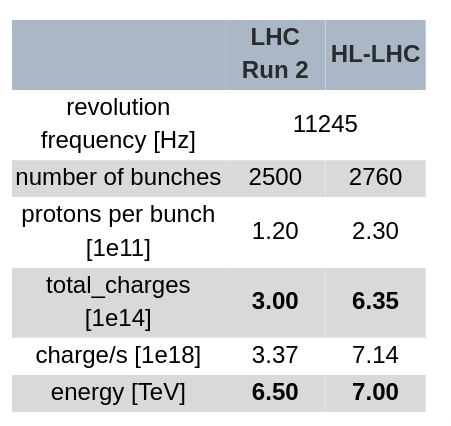 LHC
Run 2 HL-LHC
revolution
frequency [Hz] 11245
number of bunches 2500 2760
protons per bunch
[1e11] 1.20 2.30
total_charges
[1e14] 3.00 6.35
charge/s [1e18] 3.37 7.14
energy [TeV] 6.50 7.00